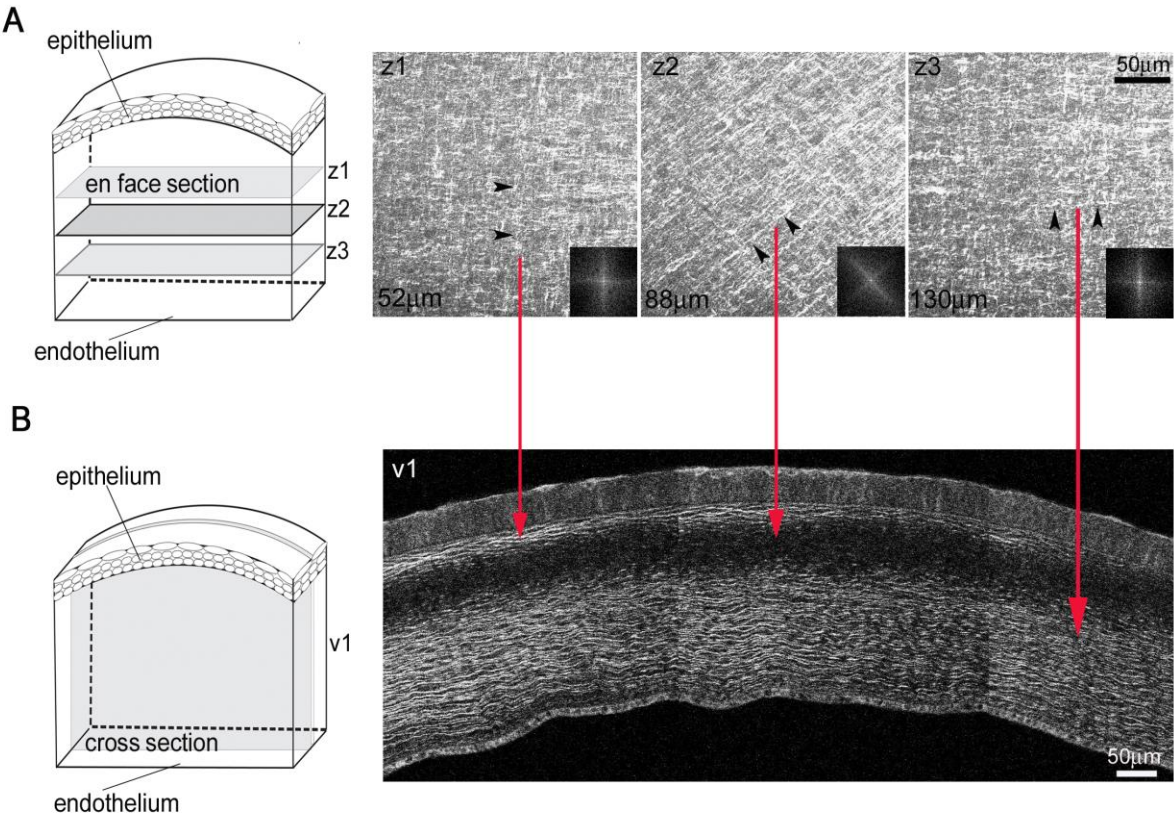 A
epithelium
z1
en face section
z2
z3
endothelium
z1
52μm
z2
88μm
z3
50μm
130μm
B
epithelium
v1
cross section
endothelium
v1
50μm